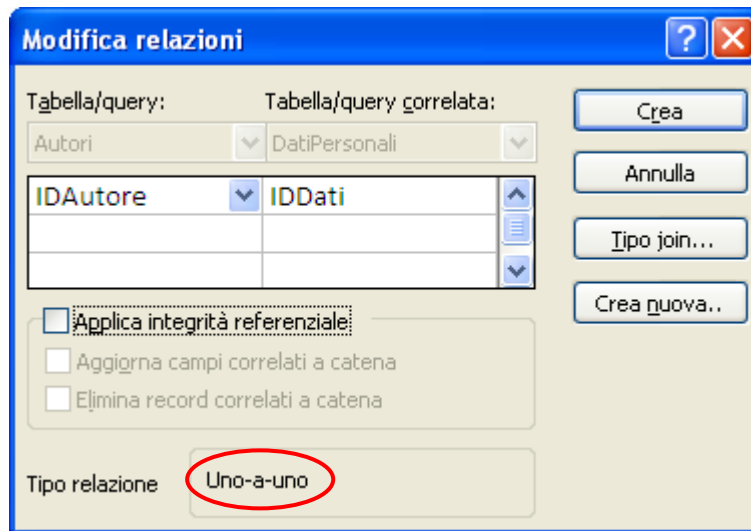 Modifica relazioni
Tabella/query: Tabella/query correlata:
Crea
Autori DatiPersonali
Annulla
IDAutore IDDati
Tipo join...
Crea nuova..
Applica integrità referenziale
Aggiorna campi correlati a catena
Elimina record correlati a catena
Tipo relazione Uno-a-uno